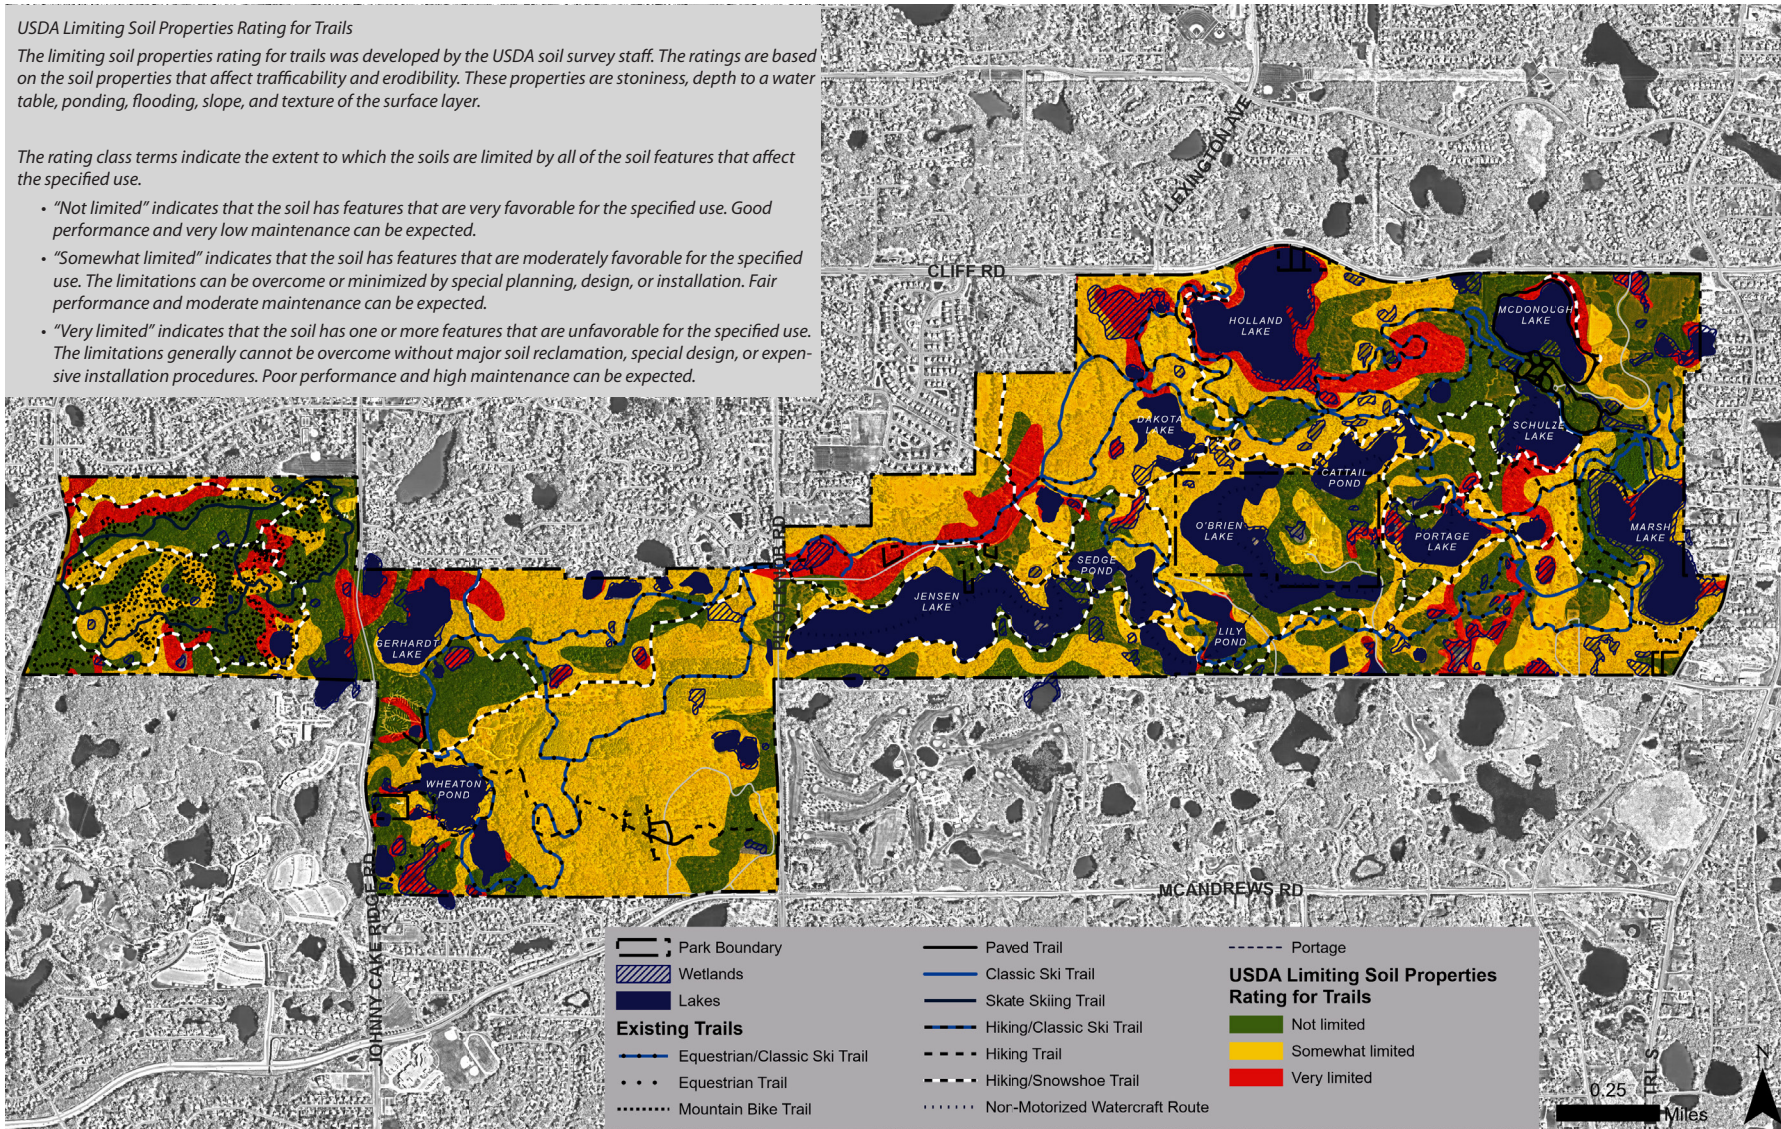 USDA Limiting Soil Properties Rating for Trails
The limiting soil properties rating for trails was developed by the USDA soil survey staff. The ratings are based
on the soil properties that affect trafficability and erodibility. These properties are stoniness, depth to a water
table, ponding, flooding, slope, and texture of the surface layer.
The rating class terms indicate the extent to which the soils are limited by all of the soil features that affect
the specified use.
• “Not limited” indicates that the soil has features that are very favorable for the specified use. Good
performance and very low maintenance can be expected.
• “Somewhat limited” indicates that the soil has features that are moderately favorable for the specified
use. The limitations can be overcome or minimized by special planning, design, or installation. Fair
performance and moderate maintenance can be expected.
• “Very limited” indicates that the soil has one or more features that are unfavorable for the specified use.
The limitations generally cannot be overcome without major soil reclamation, special design, or expen-
sive installation procedures. Poor performance and high maintenance can be expected.
LEXINGTON AVE
CLIFF RD
HOLLAND
LAKE
MCDONOUGH
LAKE
DAKOTA
LAKE
SCHULZE
LAKE
CATTAIL
POND
O'BRIEN
LAKE
PORTAGE
LAKE
MARSH
LAKE
SEDGE
POND
JENSEN
LAKE
LILY
POND
PILOT KNOB RD
GERHARDT
LAKE
WHEATON
POND
JOHNNY CAKE RIDGE RD
MCANDREWS RD
TRLS
Park Boundary
Wetlands
Lakes
Existing Trails
Equestrian/Classic Ski Trail
Equestrian Trail
Mountain Bike Trail
Paved Trail
Classic Ski Trail
Skate Skiing Trail
Hiking/Classic Ski Trail
Hiking Trail
Hiking/Snowshoe Trail
Non-Motorized Watercraft Route
Portage
USDA Limiting Soil Properties
Rating for Trails
Not limited
Somewhat limited
Very limited
N
0.25
Miles